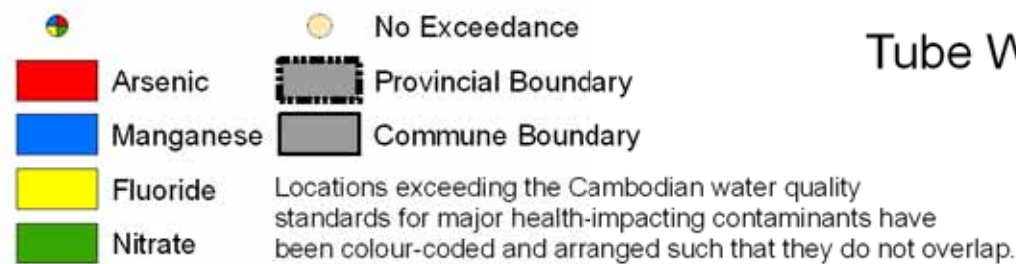 No Exceedance
Arsenic
Provincial Boundary
Manganese
Commune Boundary
Fluoride
Nitrate
Locations exceeding the Cambodian water quality
standards for major health-impacting contaminants have
been colour-coded and arranged such that they do not overlap.
Tube